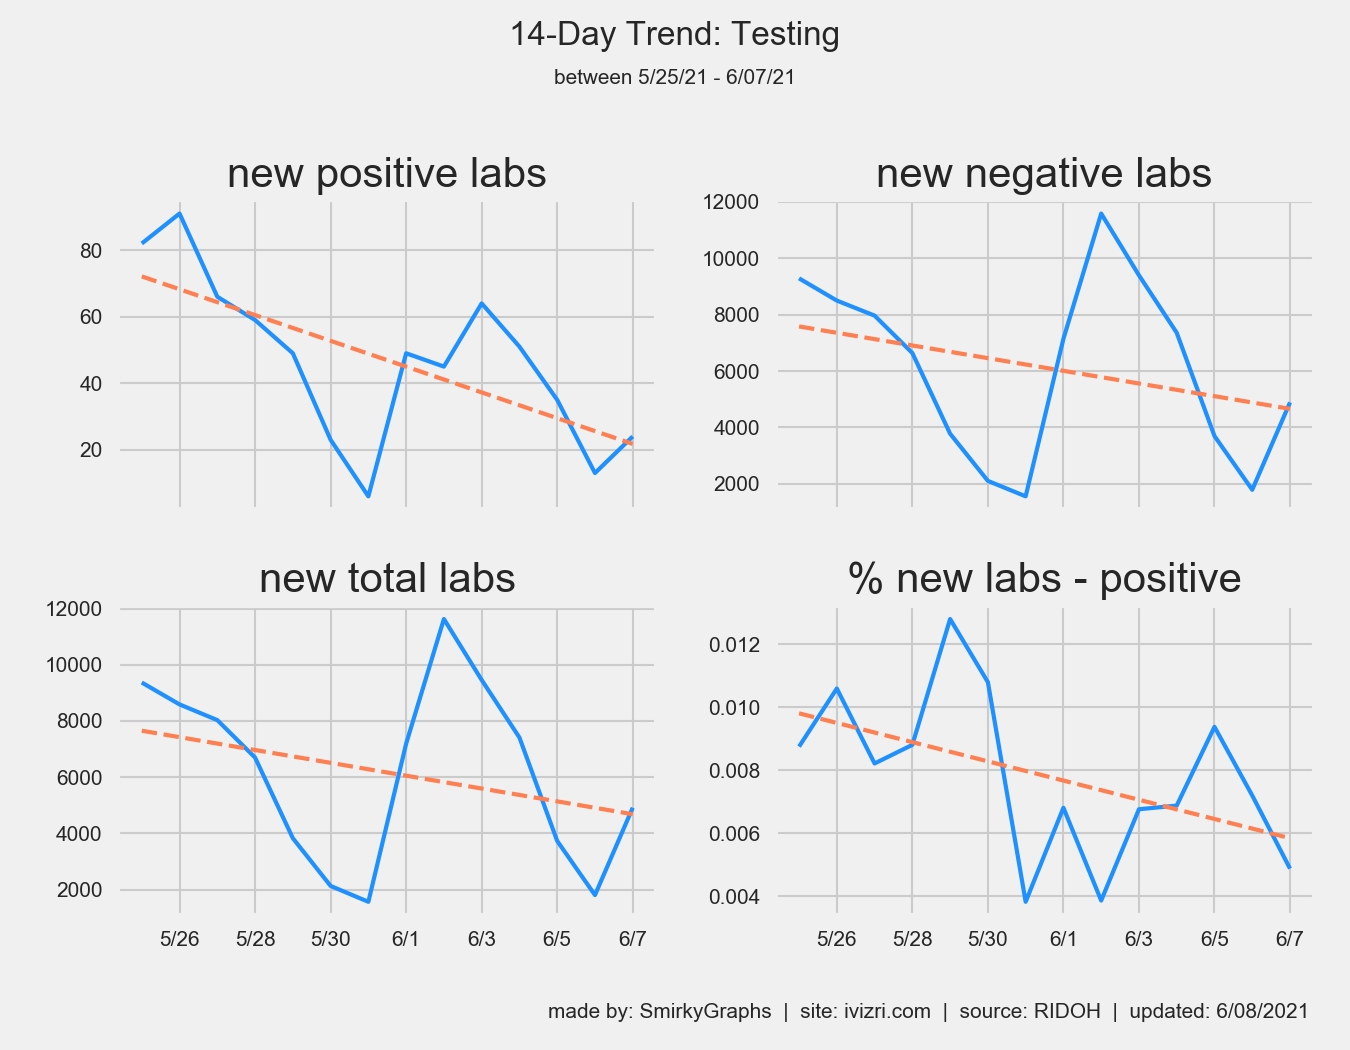 14-Day Trend: Testing
between 5/25/21 - 6/07/21
new positive labs
80
60
40
20
new negative labs
12000
10000
8000
6000
4000
2000
new total labs
12000
10000
8000
6000
4000
2000
5/26 5/28 5/30 6/1 6/3 6/5 6/7
% new labs - positive
0.012
0.010
0.008
0.006
0.004
5/26 5/28 5/30 6/1 6/3 6/5 6/7
made by: SmirkyGraphs | site: ivizri.com | source: RIDOH | updated: 6/08/2021